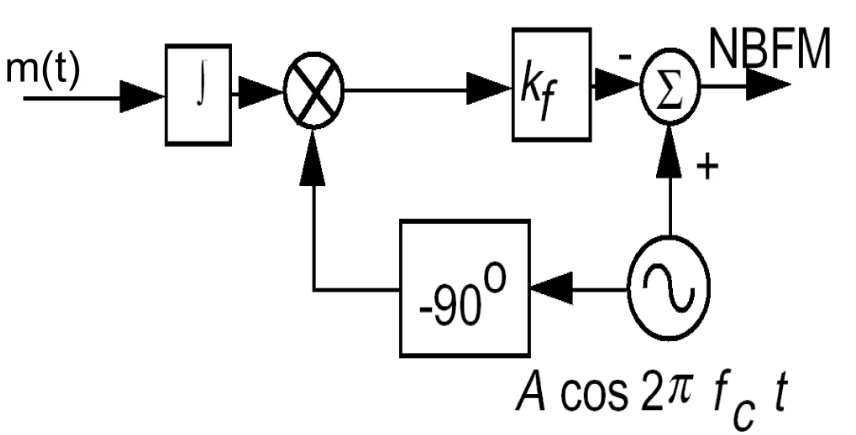 m(t) ∫ k_f - Σ NBFM
+
-90^o
A cos 2π f_c t